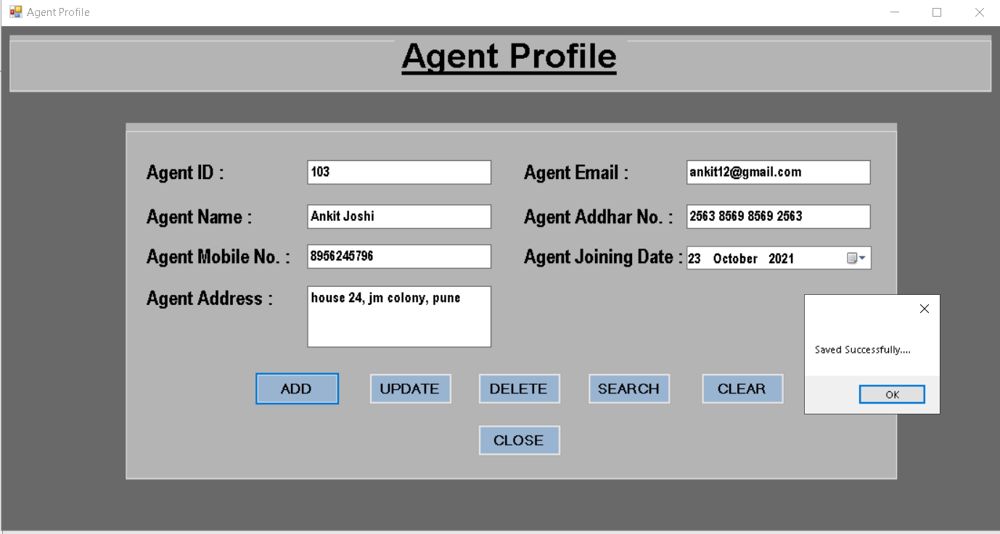 Agent Profile
Agent Profile
Agent ID : 103 Agent Email : ankit12@gmail.com
Agent Name : Ankit Joshi Agent Addhar No. : 2563 8569 8569 2563
Agent Mobile No. : 8956245796 Agent Joining Date : 23 October 2021
Agent Address : house 24, jm colony, pune
Saved Successfully....
OK
ADD UPDATE DELETE SEARCH CLEAR
CLOSE